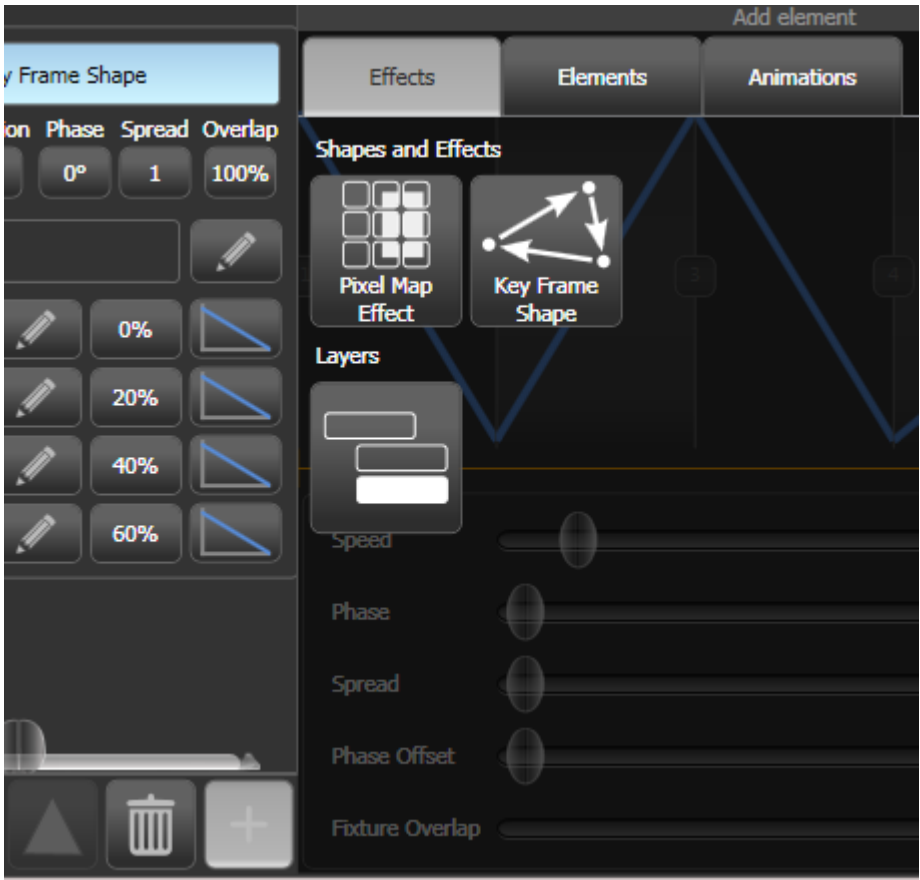 Add element
y Frame Shape
Effects
Elements
Animations
ion Phase Spread Overlap
0° 1 100%
Shapes and Effects
Pixel Map
Effect
Key Frame
Shape
3
4
Layers
0%
20%
40%
60%
Speed
Phase
Spread
Phase Offset
Fixture Overlap